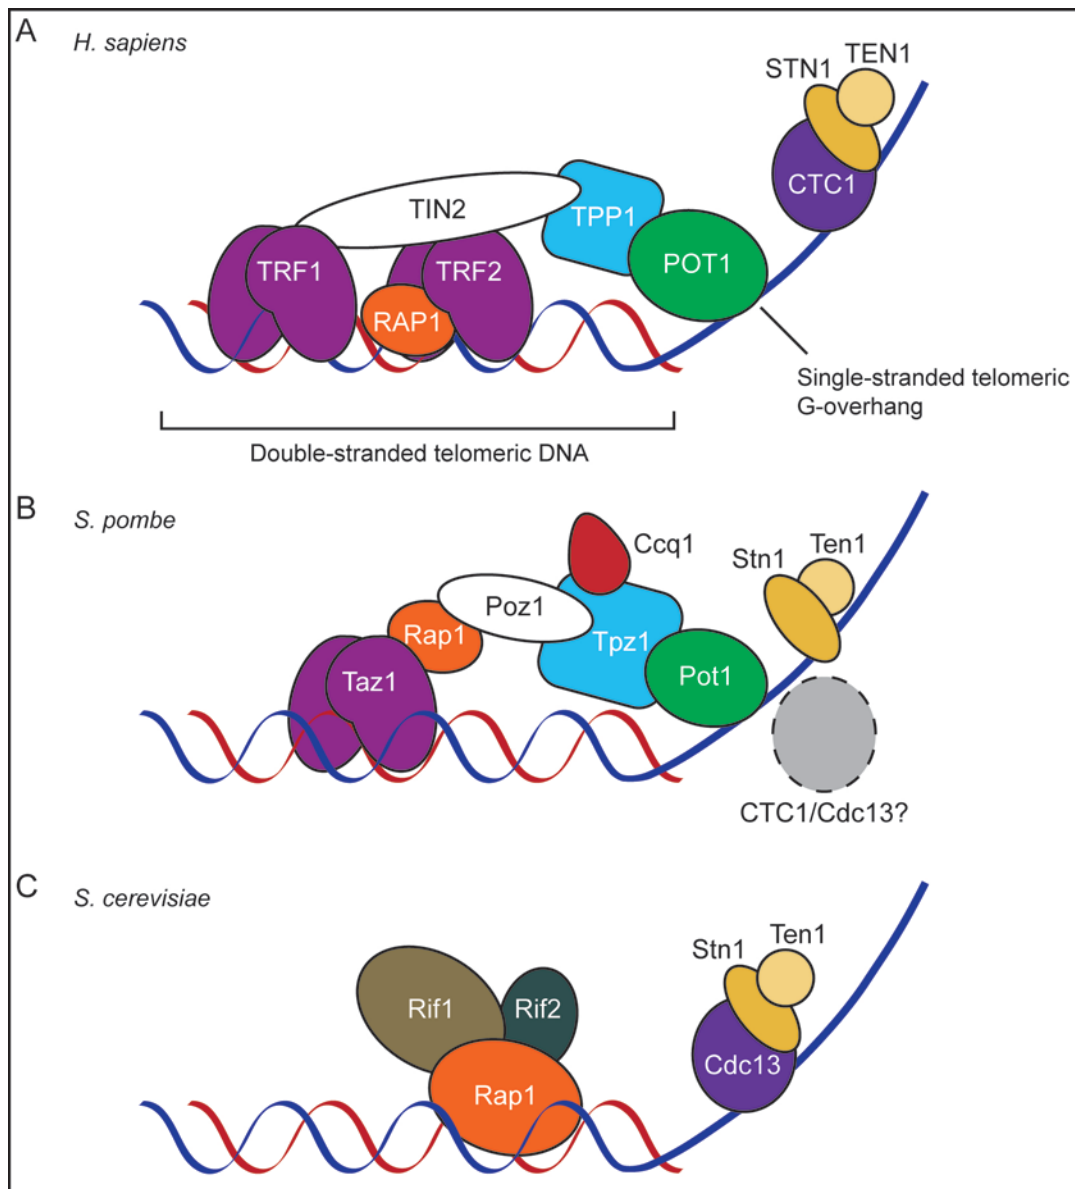 A
H. sapiens
TEN1
STN1
CTC1
TIN2
TPP1
TRF1
TRF2
POT1
RAP1
Single-stranded telomeric
G-overhang
Double-stranded telomeric DNA
B
S. pombe
Ccq1
Ten1
Stn1
Poz1
Rap1
Tpz1
Taz1
Pot1
CTC1/Cdc13?
C
S. cerevisiae
Ten1
Stn1
Rif1
Rif2
Cdc13
Rap1